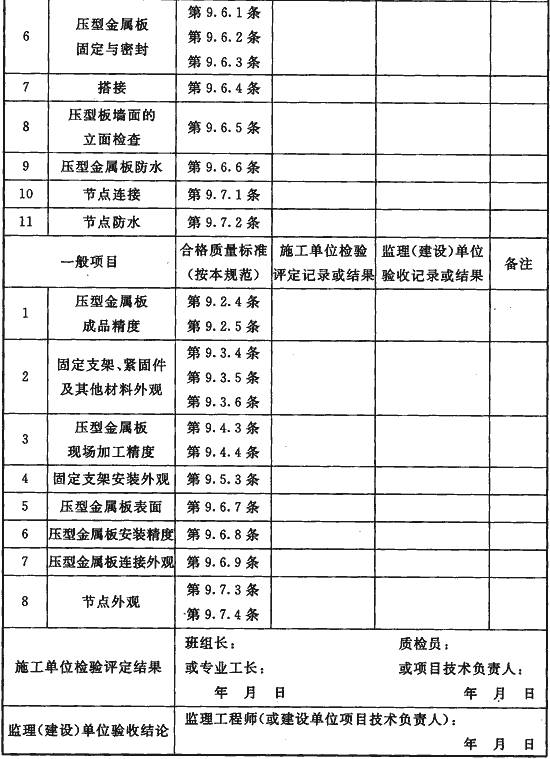 6 压型金属板固定与密封 第9.6.1条 第9.6.2条 第9.6.3条
7 搭接 第9.6.4条
8 压型板墙面的立面检查 第9.6.5条
9 压型金属板防水 第9.6.6条
10 节点连接 第9.7.1条
11 节点防水 第9.7.2条
一般项目 合格质量标准(按本规范) 施工单位检验评定记录或结果 监理(建设)单位验收记录或结果 备注
1 压型金属板成品精度 第9.2.4条 第9.2.5条
2 固定支架、紧固件及其他材料外观 第9.3.4条 第9.3.5条 第9.3.6条
3 压型金属板现场加工精度 第9.4.3条 第9.4.4条
4 固定支架安装外观 第9.5.3条
5 压型金属板表面 第9.6.7条
6 压型金属板安装精度 第9.6.8条
7 压型金属板连接外观 第9.6.9条
8 节点外观 第9.7.3条 第9.7.4条
施工单位检验评定结果
班组长: 质检员:
或专业工长: 或项目技术负责人:
年 月 日 年 月 日
监理(建设)单位验收结论
监理工程师(或建设单位项目技术负责人):
年 月 日